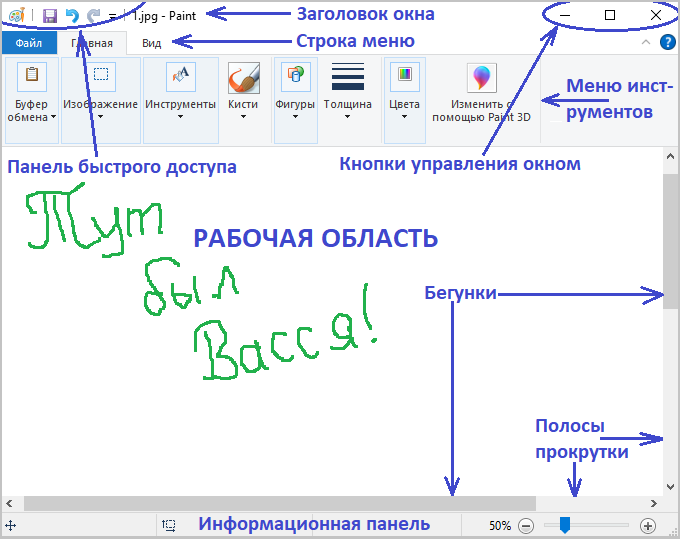 1.jpg - Paint
Заголовок окна
Файл
Главная
Вид
Строка меню
Буфер
обмена
Изображение
Инструменты
Кисти
Фигуры
Толщина
Цвета
Изменить с
помощью Paint 3D
Меню инст-
рументов
Панель быстрого доступа
Кнопки управления окном
Тут
РАБОЧАЯ ОБЛАСТЬ
был
Бегунки
Васся!
Полосы
прокрутки
Информационная панель
50%